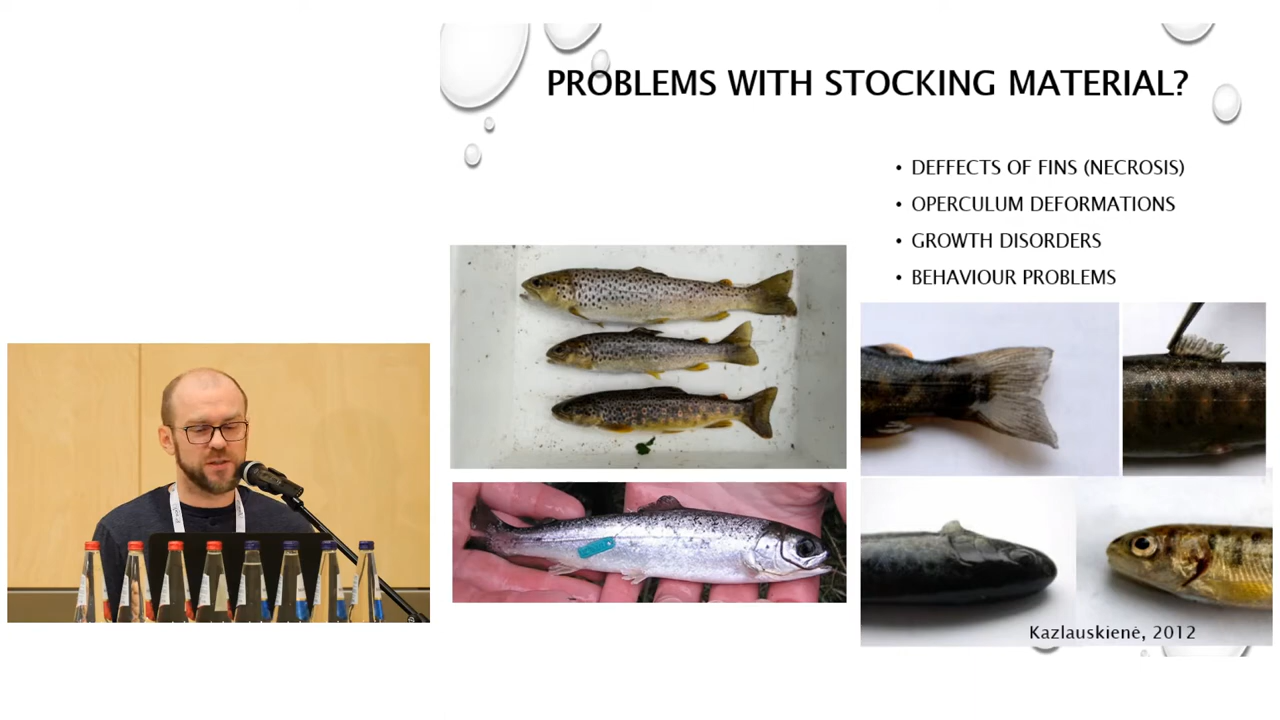 PROBLEMS WITH STOCKING MATERIAL?
• DEFFECTS OF FINS (NECROSIS)
• OPERCULUM DEFORMATIONS
• GROWTH DISORDERS
• BEHAVIOUR PROBLEMS
Kazlauskienė, 2012